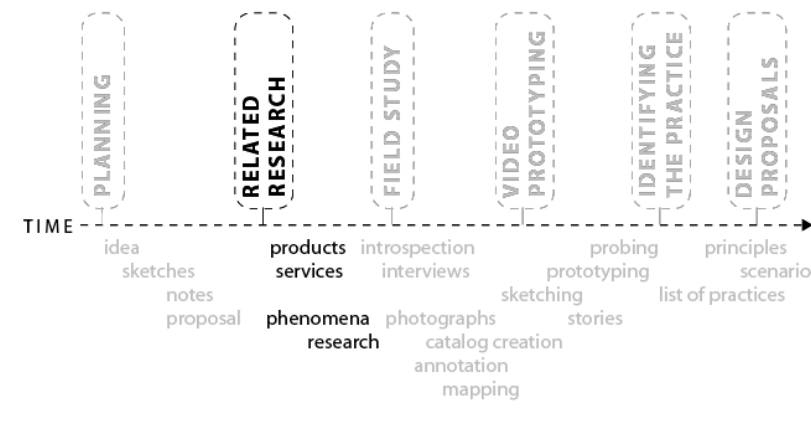 PLANNING
RELATED
RESEARCH
FIELD STUDY
VIDEO
PROTOTYPING
IDENTIFYING
THE PRACTICE
DESIGN
PROPOSALS
TIME
idea
sketches
notes
proposal
products
services
phenomena
research
introspection
interviews
photographs
catalog creation
annotation
mapping
probing
prototyping
sketching
stories
principles
scenario
list of practices